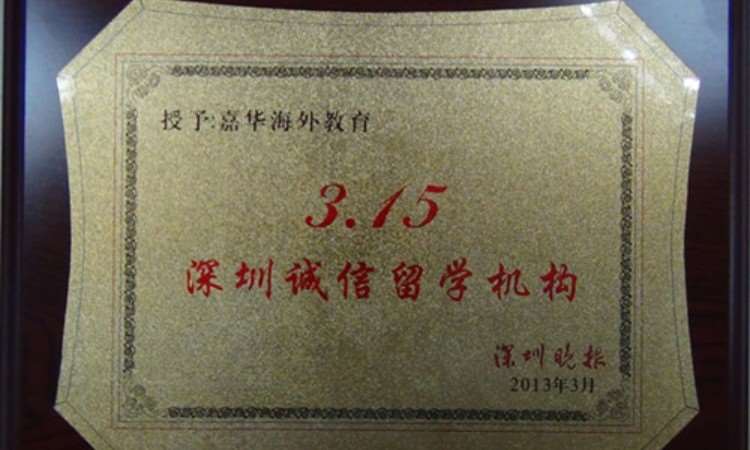 授予:嘉华海外教育
3.15
深圳诚信留学机构
深圳晚报
2013年3月